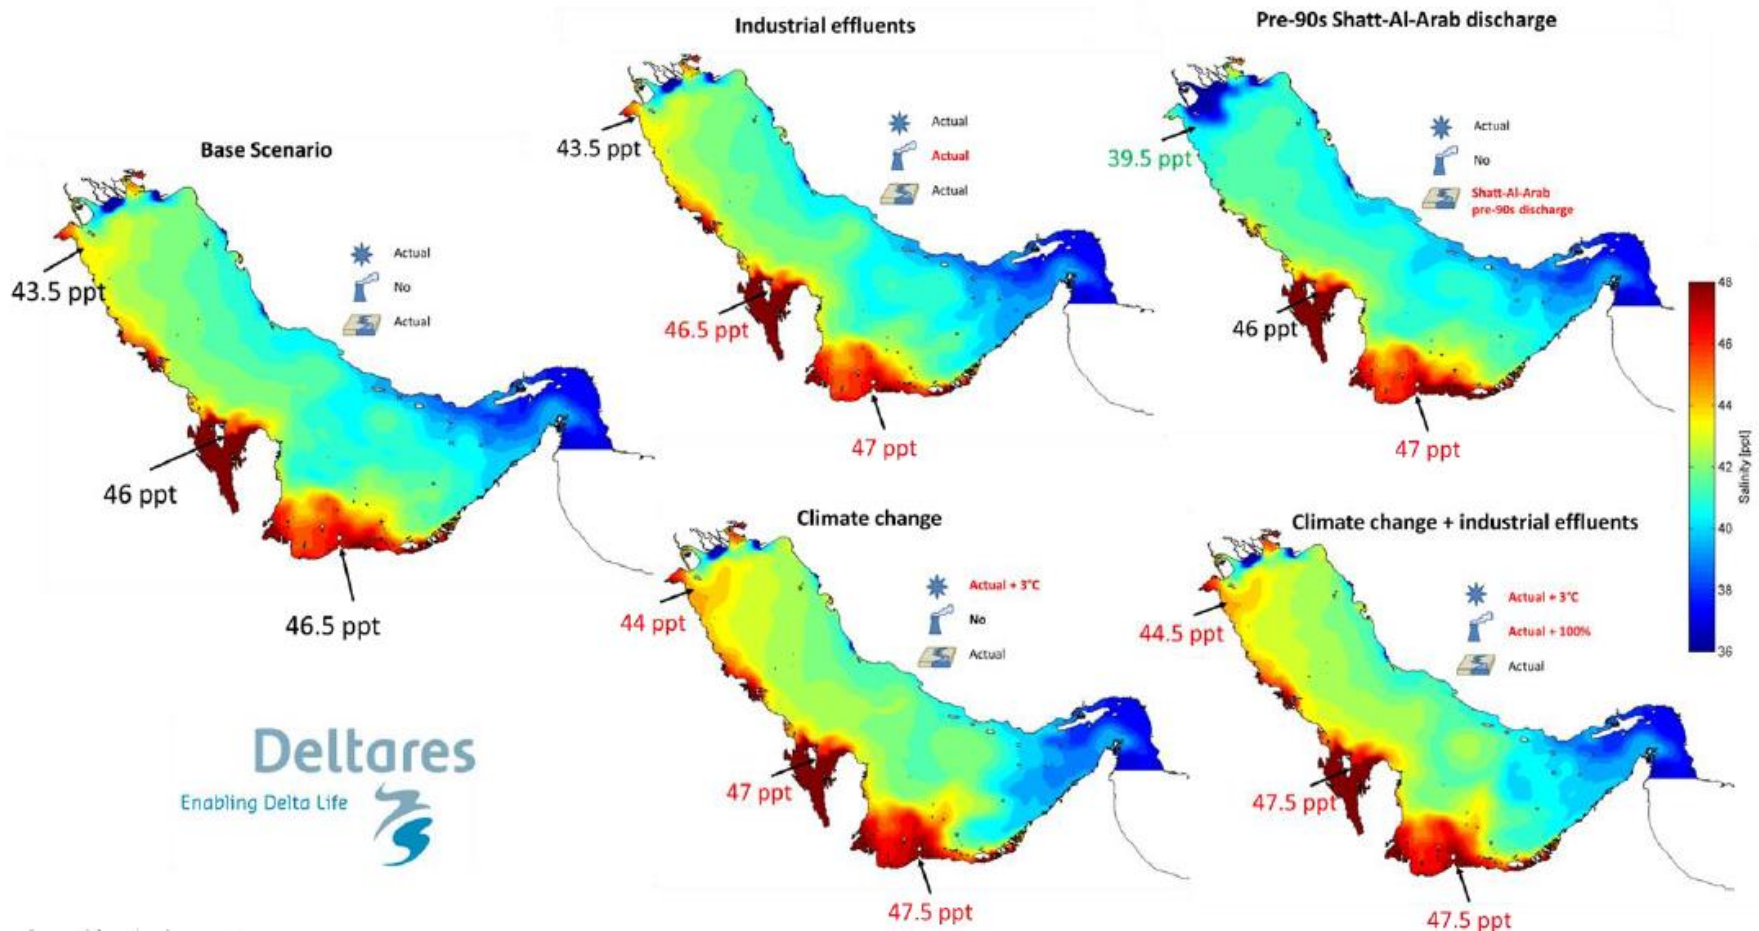 Base Scenario
Actual
No
Actual
43.5 ppt
46 ppt
46.5 ppt
Industrial effluents
Actual
Actual
Actual
43.5 ppt
46.5 ppt
47 ppt
Pre-90s Shatt-Al-Arab discharge
Actual
No
Shatt-Al-Arab
pre-90s discharge
39.5 ppt
46 ppt
47 ppt
48
46
44
42
40
38
36
Salinity [ppt]
Climate change
Actual + 3°C
No
Actual
44 ppt
47 ppt
47.5 ppt
Climate change + industrial effluents
Actual + 3°C
Actual + 100%
Actual
44.5 ppt
47.5 ppt
47.5 ppt
Deltares
Enabling Delta Life